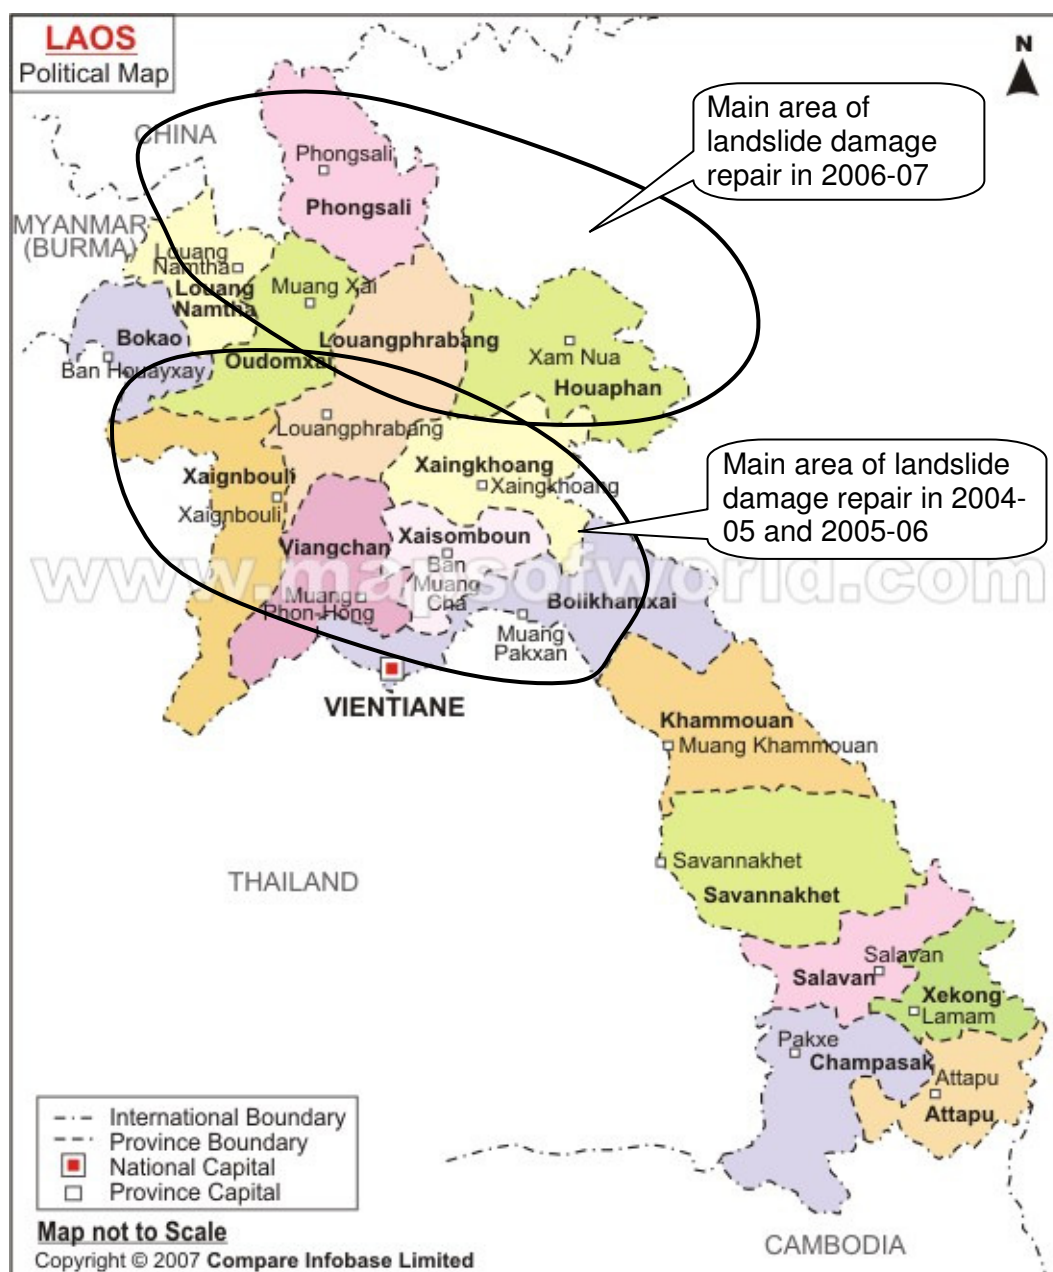 LAOS
Political Map
N
Main area of
landslide damage
repair in 2006-07
CHINA
Phongsali
Phongsali
MYANMAR
(BURMA)
Louang
Namtha
Louang
Namtha
Muang Xai
Bokao
Ban Houayxay
Oudomxai
Louangphrabang
Xam Nua
Houaphan
Louangphrabang
Xaingkhoang
Xaingkhoang
Main area of landslide
damage repair in 2004-
05 and 2005-06
Xaignbouli
Xaignbouli
Viangchan
Xaisomboun
Ban
Muang
Cha
www.mapsofworld.com
Muang
Phon-Hong
Bolikhamxai
Muang
Pakxan
VIENTIANE
Khammouan
Muang Khammouan
THAILAND
Savannakhet
Savannakhet
Salavan
Salavan
Xekong
Lamam
Pakxe
Champasak
Attapu
Attapu
International Boundary
Province Boundary
National Capital
Province Capital
Map not to Scale
Copyright © 2007 Compare Infobase Limited
CAMBODIA